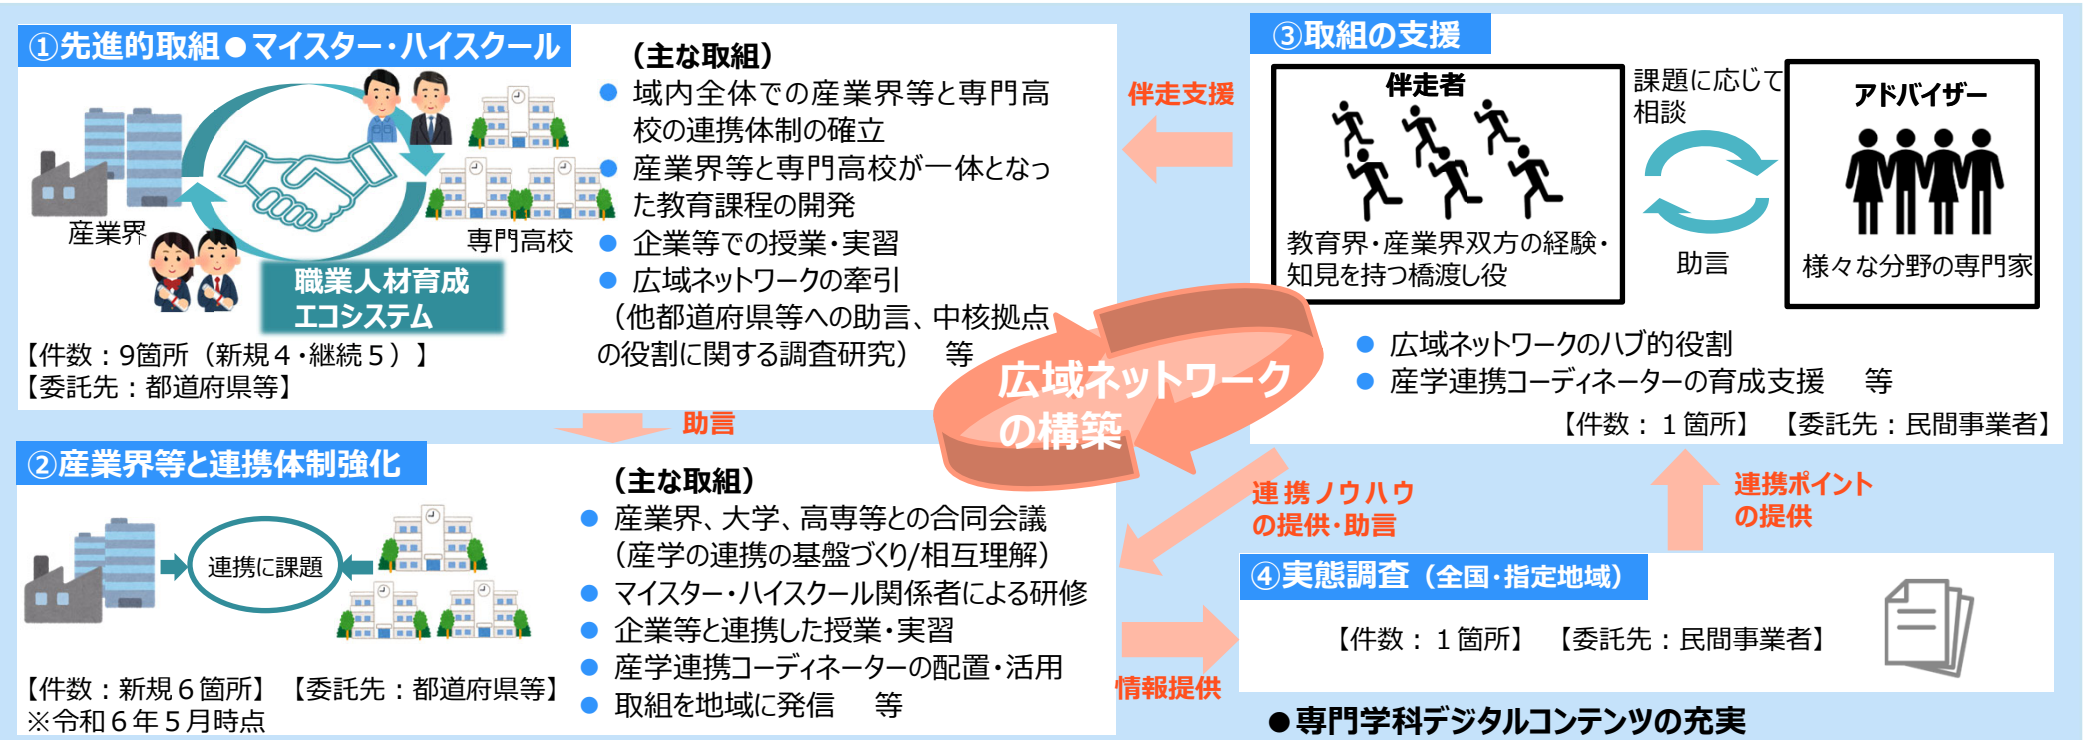 ①先進的取組●マイスター・ハイスクール
産業界
専門高校
職業人材育成
エコシステム
【件数：9箇所（新規４・継続５）】
【委託先：都道府県等】
（主な取組）
● 域内全体での産業界等と専門高
校の連携体制の確立
● 産業界等と専門高校が一体となっ
た教育課程の開発
● 企業等での授業・実習
● 広域ネットワークの牽引
（他都道府県等への助言、中核拠点
の役割に関する調査研究）　等
助言
②産業界等と連携体制強化
連携に課題
【件数：新規６箇所】【委託先：都道府県等】
※令和６年５月時点
（主な取組）
● 産業界、大学、高専等との合同会議
（産学の連携の基盤づくり/相互理解）
● マイスター・ハイスクール関係者による研修
● 企業等と連携した授業・実習
● 産学連携コーディネーターの配置・活用
● 取組を地域に発信　等
広域ネットワーク
の構築
伴走支援
③取組の支援
伴走者
教育界・産業界双方の経験・
知見を持つ橋渡し役
課題に応じて
相談
助言
アドバイザー
様々な分野の専門家
● 広域ネットワークのハブ的役割
● 産学連携コーディネーターの育成支援　等
【件数：１箇所】【委託先：民間事業者】
連携ノウハウ
の提供・助言
連携ポイント
の提供
情報提供
④実態調査（全国・指定地域）
【件数：１箇所】【委託先：民間事業者】
●専門学科デジタルコンテンツの充実